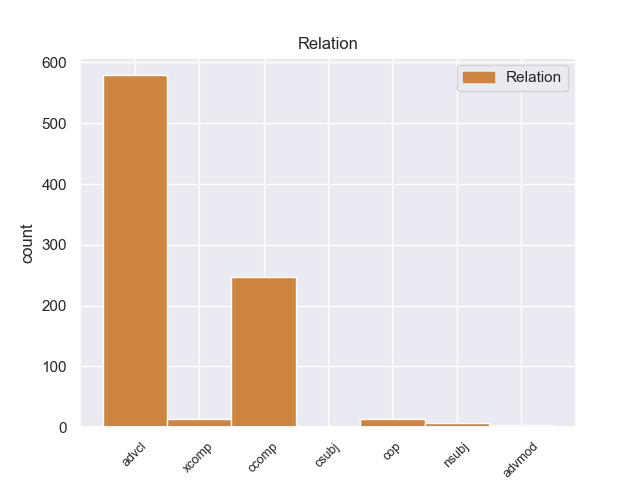 Relation
Relation
600
500
400
300
200
100
0
count
advcl
xcomp
ccomp
csubj
cop
nsubj
advmod